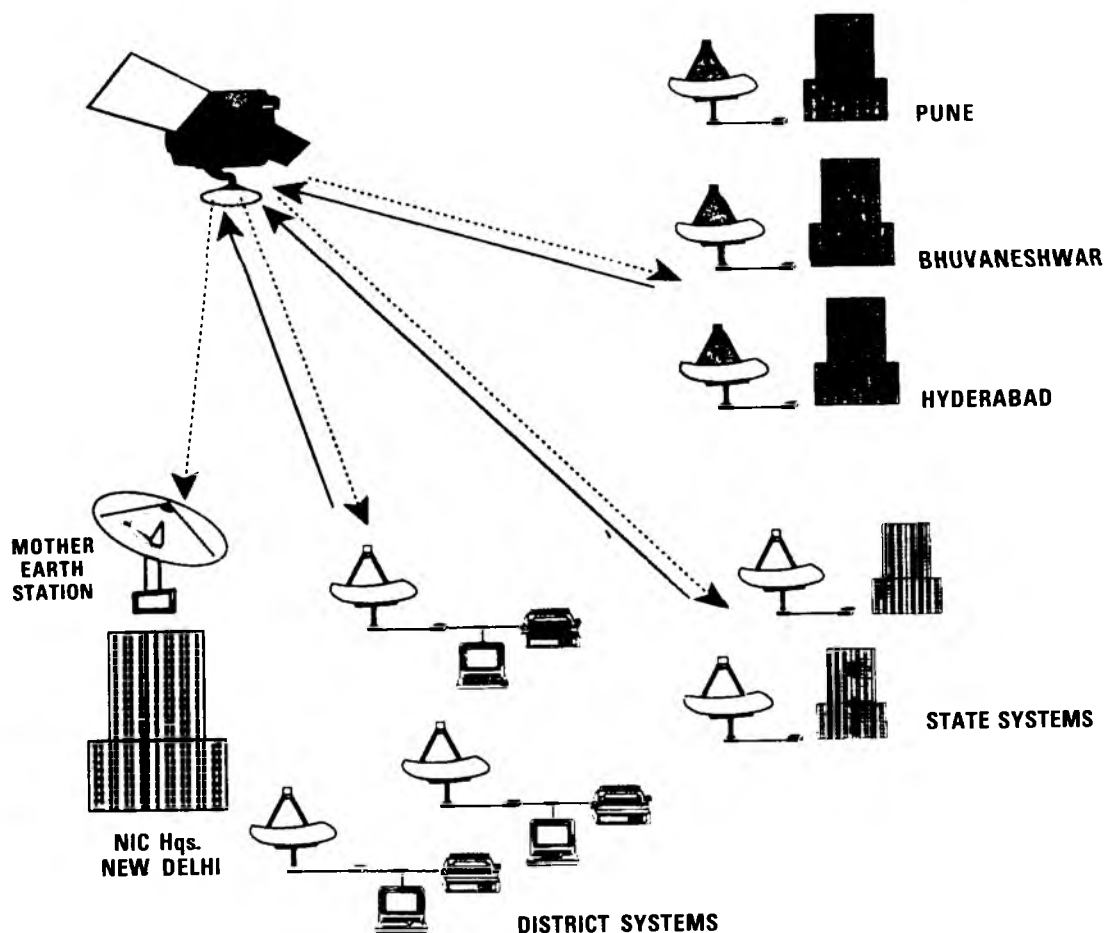 PUNE
BHUVANESHWAR
HYDERABAD
MOTHER
EARTH
STATION
STATE SYSTEMS
NIC Hqs.
NEW DELHI
DISTRICT SYSTEMS